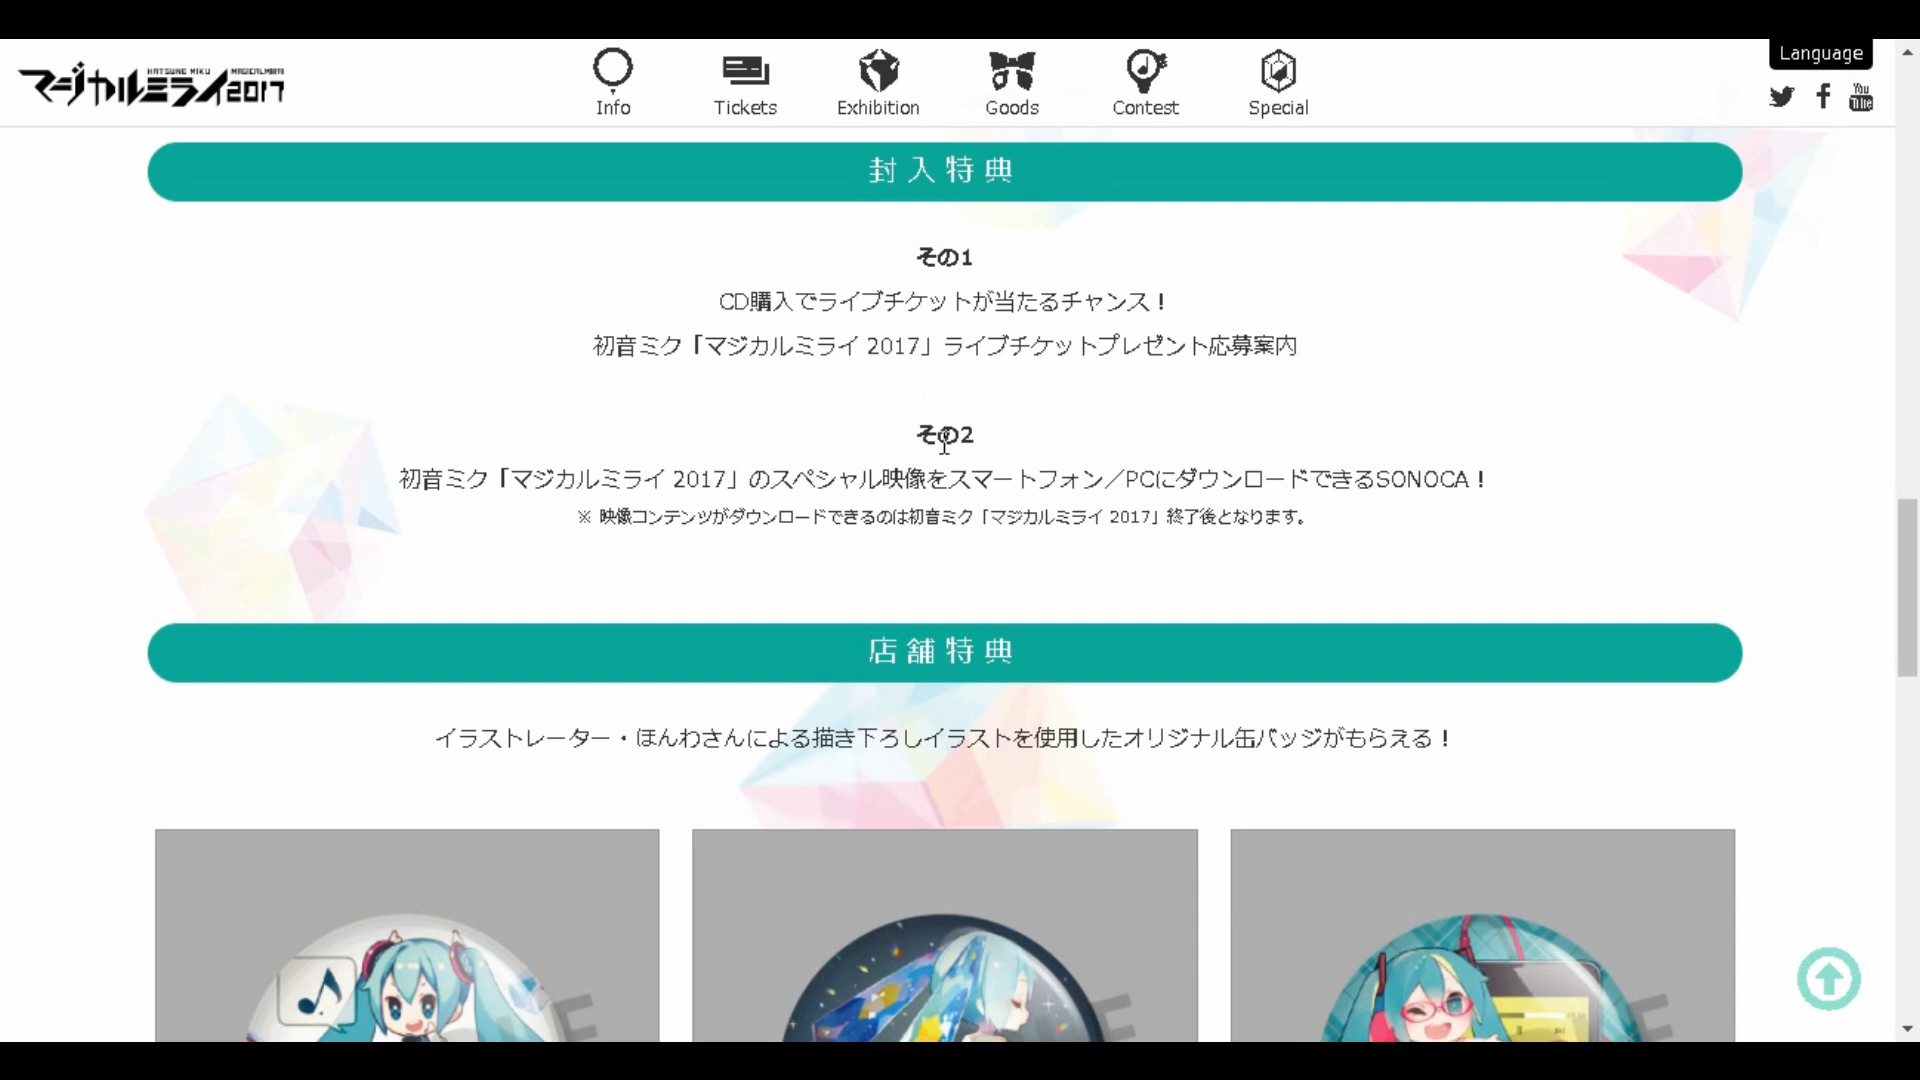 マジカルミライ2017
HATSUNE MIKU MAGICALMIRAI
Info
Tickets
Exhibition
Goods
Contest
Special
Language
You
Tube
封入特典
その1
CD購入でライブチケットが当たるチャンス！
初音ミク「マジカルミライ 2017」ライブチケットプレゼント応募案内
その2
初音ミク「マジカルミライ 2017」のスペシャル映像をスマートフォン／PCにダウンロードできるSONOCA！
※ 映像コンテンツがダウンロードできるのは初音ミク「マジカルミライ 2017」終了後となります。
店舗特典
イラストレーター・ほんわさんによる描き下ろしイラストを使用したオリジナル缶バッジがもらえる！